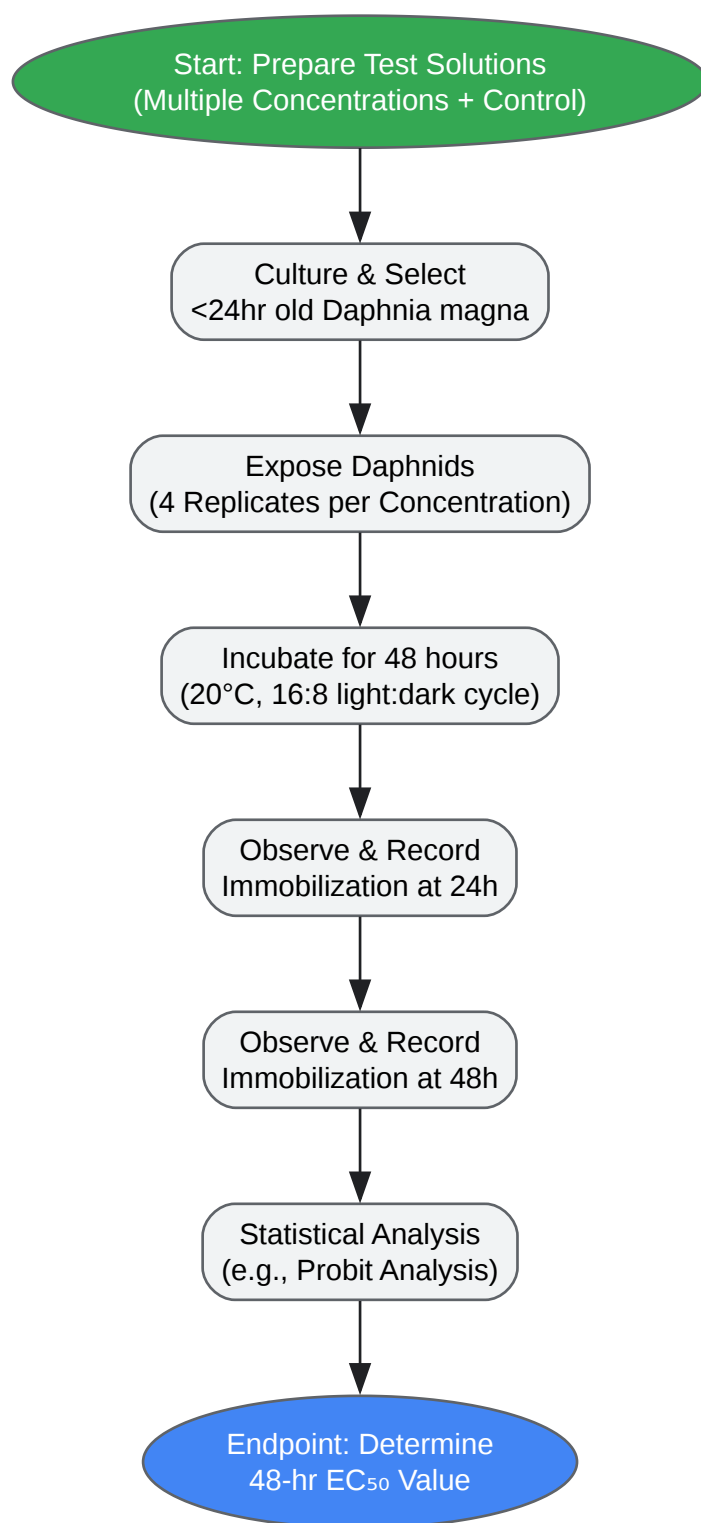 Start: Prepare Test Solutions
(Multiple Concentrations + Control)
Culture & Select
<24hr old Daphnia magna
Expose Daphnids
(4 Replicates per Concentration)
Incubate for 48 hours
(20°C, 16:8 light:dark cycle)
Observe & Record
Immobilization at 24h
Observe & Record
Immobilization at 48h
Statistical Analysis
(e.g., Probit Analysis)
Endpoint: Determine
48-hr EC₅₀ Value